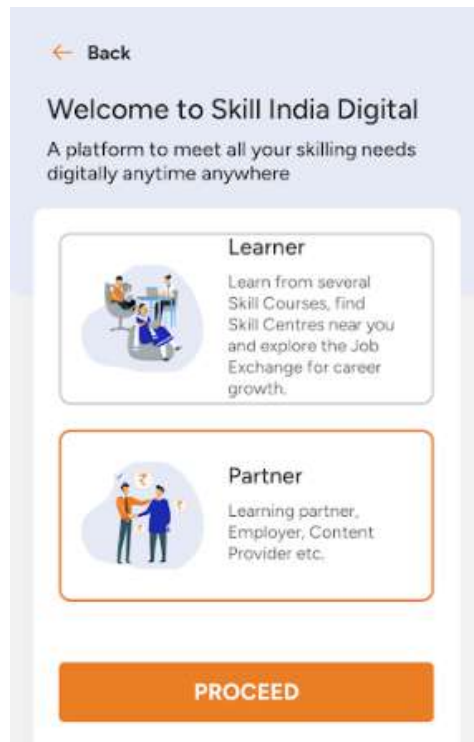 ← Back
Welcome to Skill India Digital
A platform to meet all your skilling needs
digitally anytime anywhere
Learner
Learn from several
Skill Courses, find
Skill Centres near you
and explore the Job
Exchange for career
growth.
Partner
Learning partner,
Employer, Content
Provider etc.
PROCEED